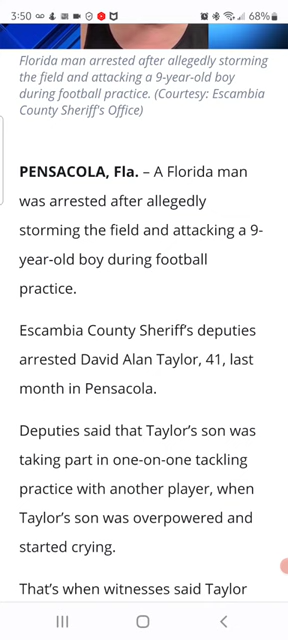 3:50
68%
Florida man arrested after allegedly storming
the field and attacking a 9-year-old boy
during football practice. (Courtesy: Escambia
County Sheriff's Office)
PENSACOLA, Fla. – A Florida man
was arrested after allegedly
storming the field and attacking a 9-
year-old boy during football
practice.
Escambia County Sheriff's deputies
arrested David Alan Taylor, 41, last
month in Pensacola.
Deputies said that Taylor's son was
taking part in one-on-one tackling
practice with another player, when
Taylor's son was overpowered and
started crying.
That's when witnesses said Taylor